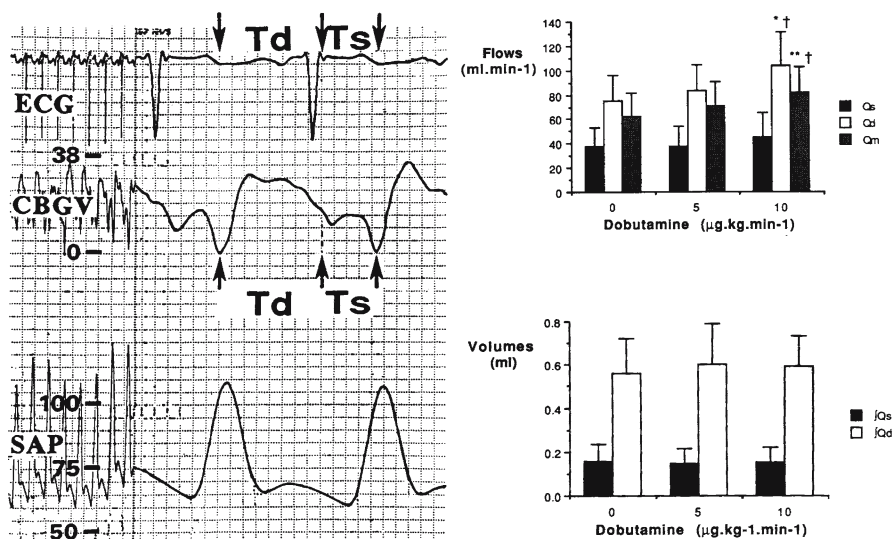 Td Ts
ECG
38
CBGV
0
Td Ts
100
SAP
75
50
Flows
(ml.min-1)
140
120
100
80
60
40
20
0
* †
** †
Qs
Qd
Qm
0 5 10
Dobutamine (µg.kg.min-1)
Volumes
(ml)
0.8
0.6
0.4
0.2
0.0
∫Qs
∫Qd
0 5 10
Dobutamine (µg.kg-1.min-1)